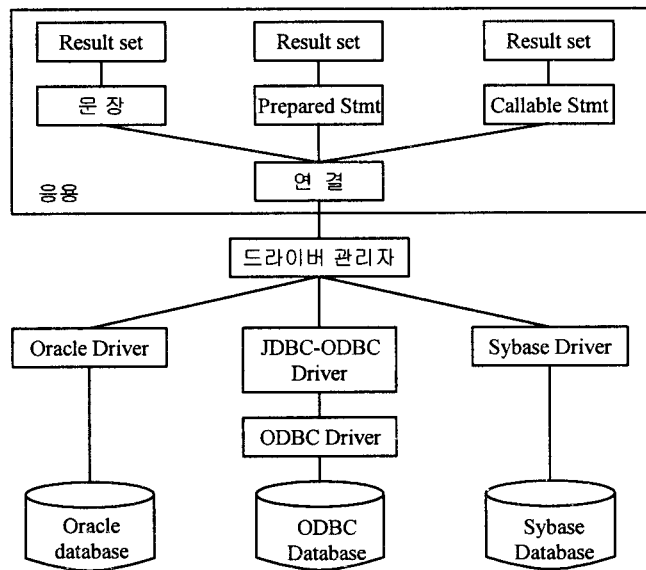 Result set
Result set
Result set
문 장
Prepared Stmt
Callable Stmt
연 결
응용
드라이버 관리자
Oracle Driver
JDBC-ODBC
Driver
Sybase Driver
ODBC Driver
Oracle
database
ODBC
Database
Sybase
Database